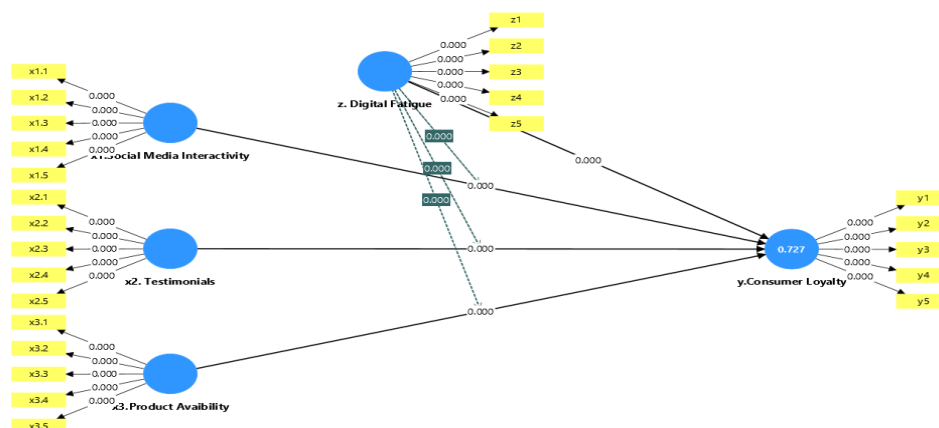 z1
0.000
z2
0.000
z3
0.000
z4
0.000
z5
0.000
z. Digital Fatigue
x1.1
0.000
x1.2
0.000
x1.3
0.000
x1.4
0.000
x1.5
0.000
x1.Social Media Interactivity
0.000
0.000
0.000
0.000
0.000
x2.1
0.000
x2.2
0.000
x2.3
0.000
x2.4
0.000
x2.5
0.000
x2. Testimonials
0.000
0.727
y.Consumer Loyalty
y1
0.000
y2
0.000
y3
0.000
y4
0.000
y5
0.000
x3.1
0.000
x3.2
0.000
x3.3
0.000
x3.4
0.000
x3.5
0.000
x3.Product Avaibility
0.000